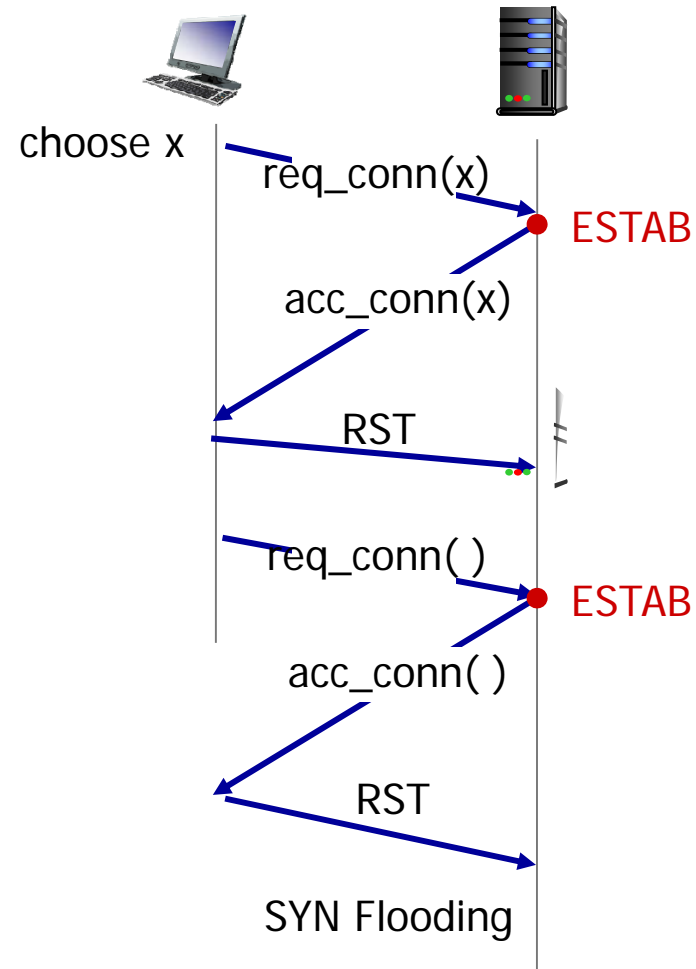 choose x
req_conn(x)
ESTAB
acc_conn(x)
RST
req_conn( )
ESTAB
acc_conn( )
RST
SYN Flooding